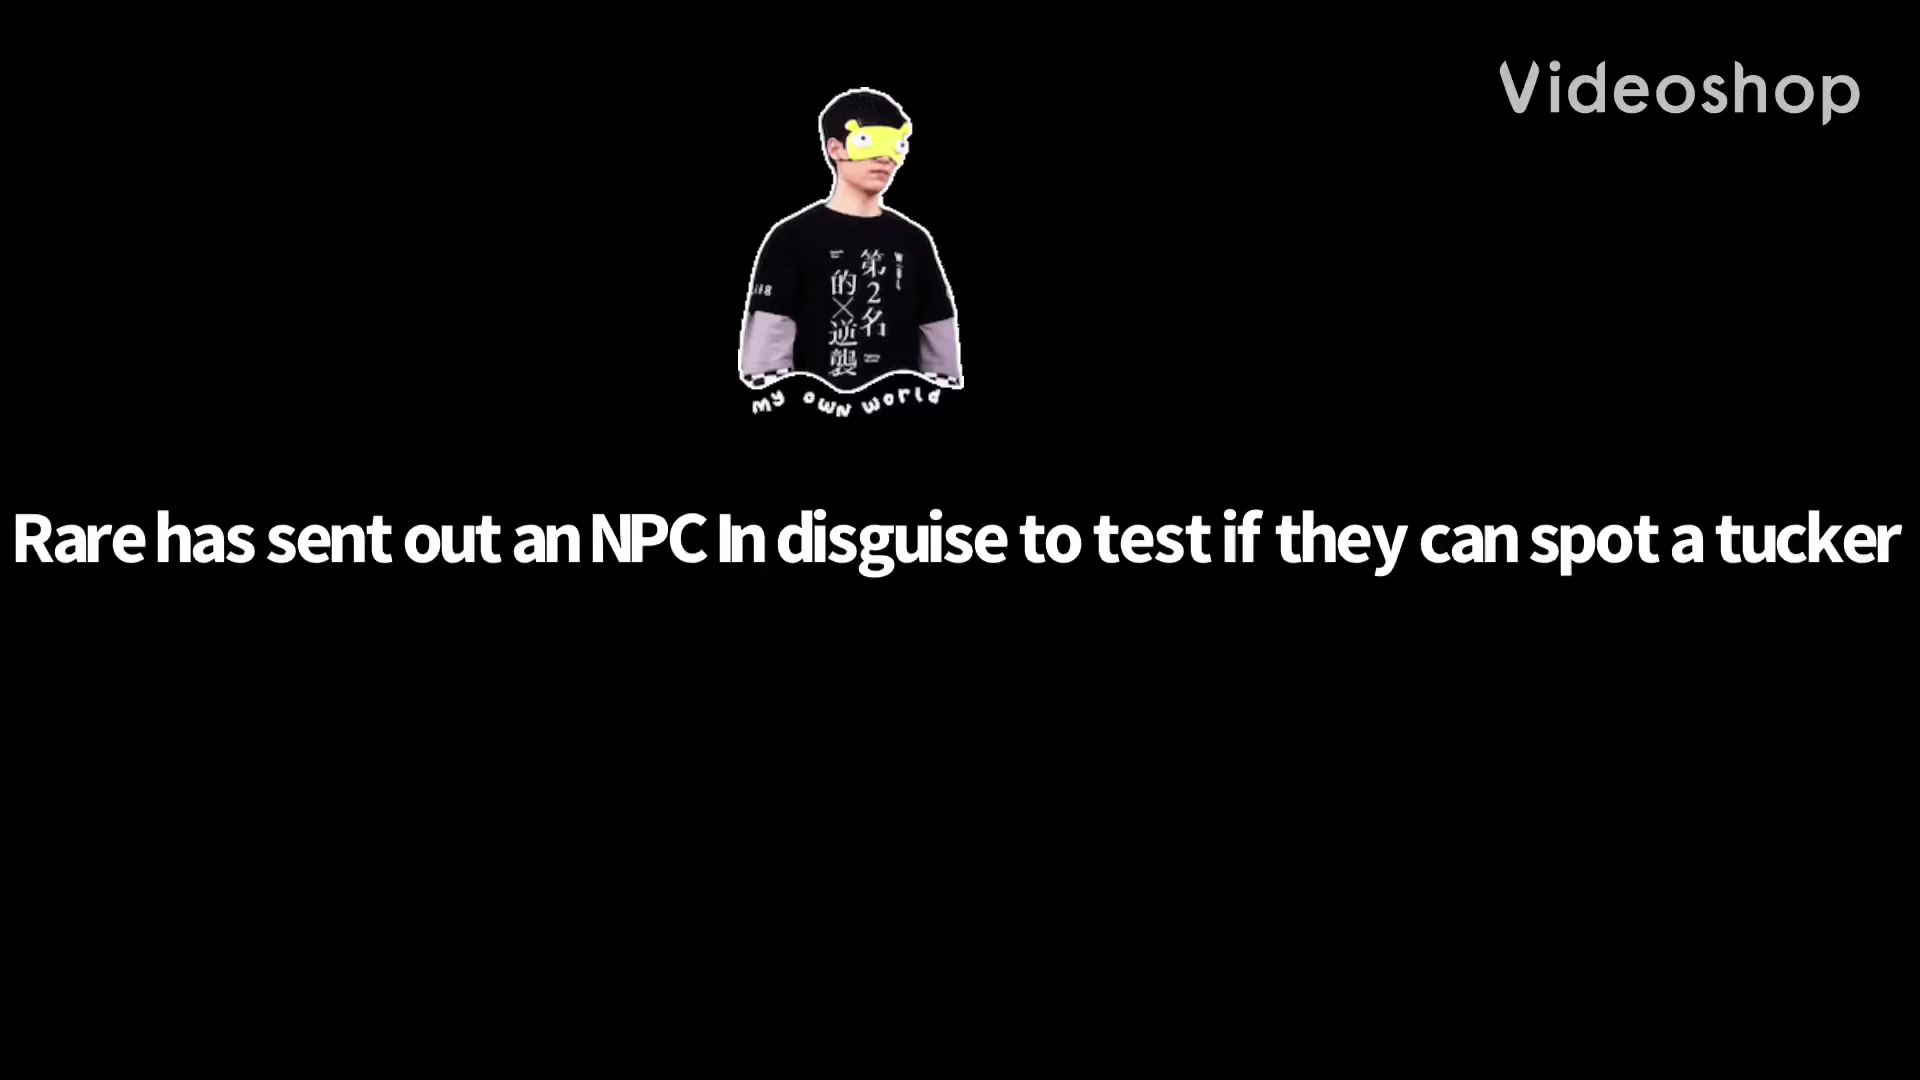 Videoshop
第2名
的╳逆襲
my own world
Rare has sent out an NPC In disguise to test if they can spot a tucker